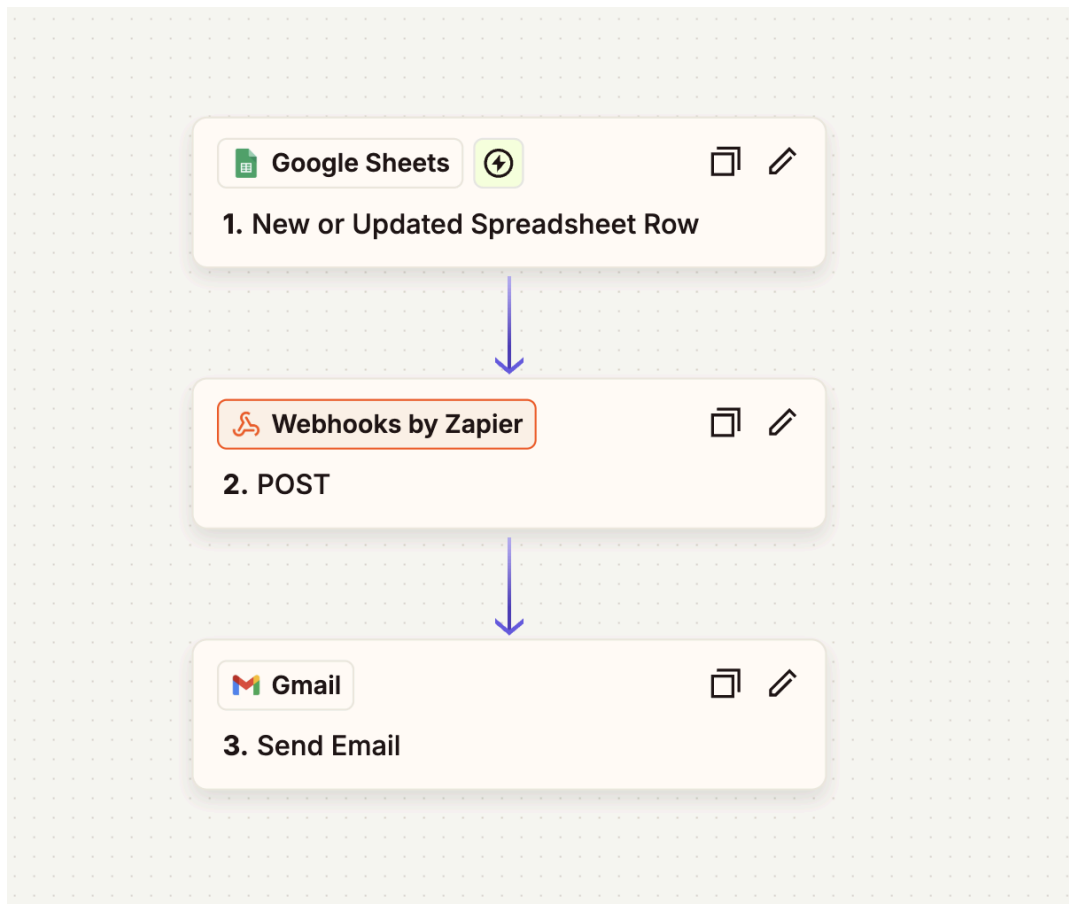 Google Sheets
1. New or Updated Spreadsheet Row
Webhooks by Zapier
2. POST
Gmail
3. Send Email